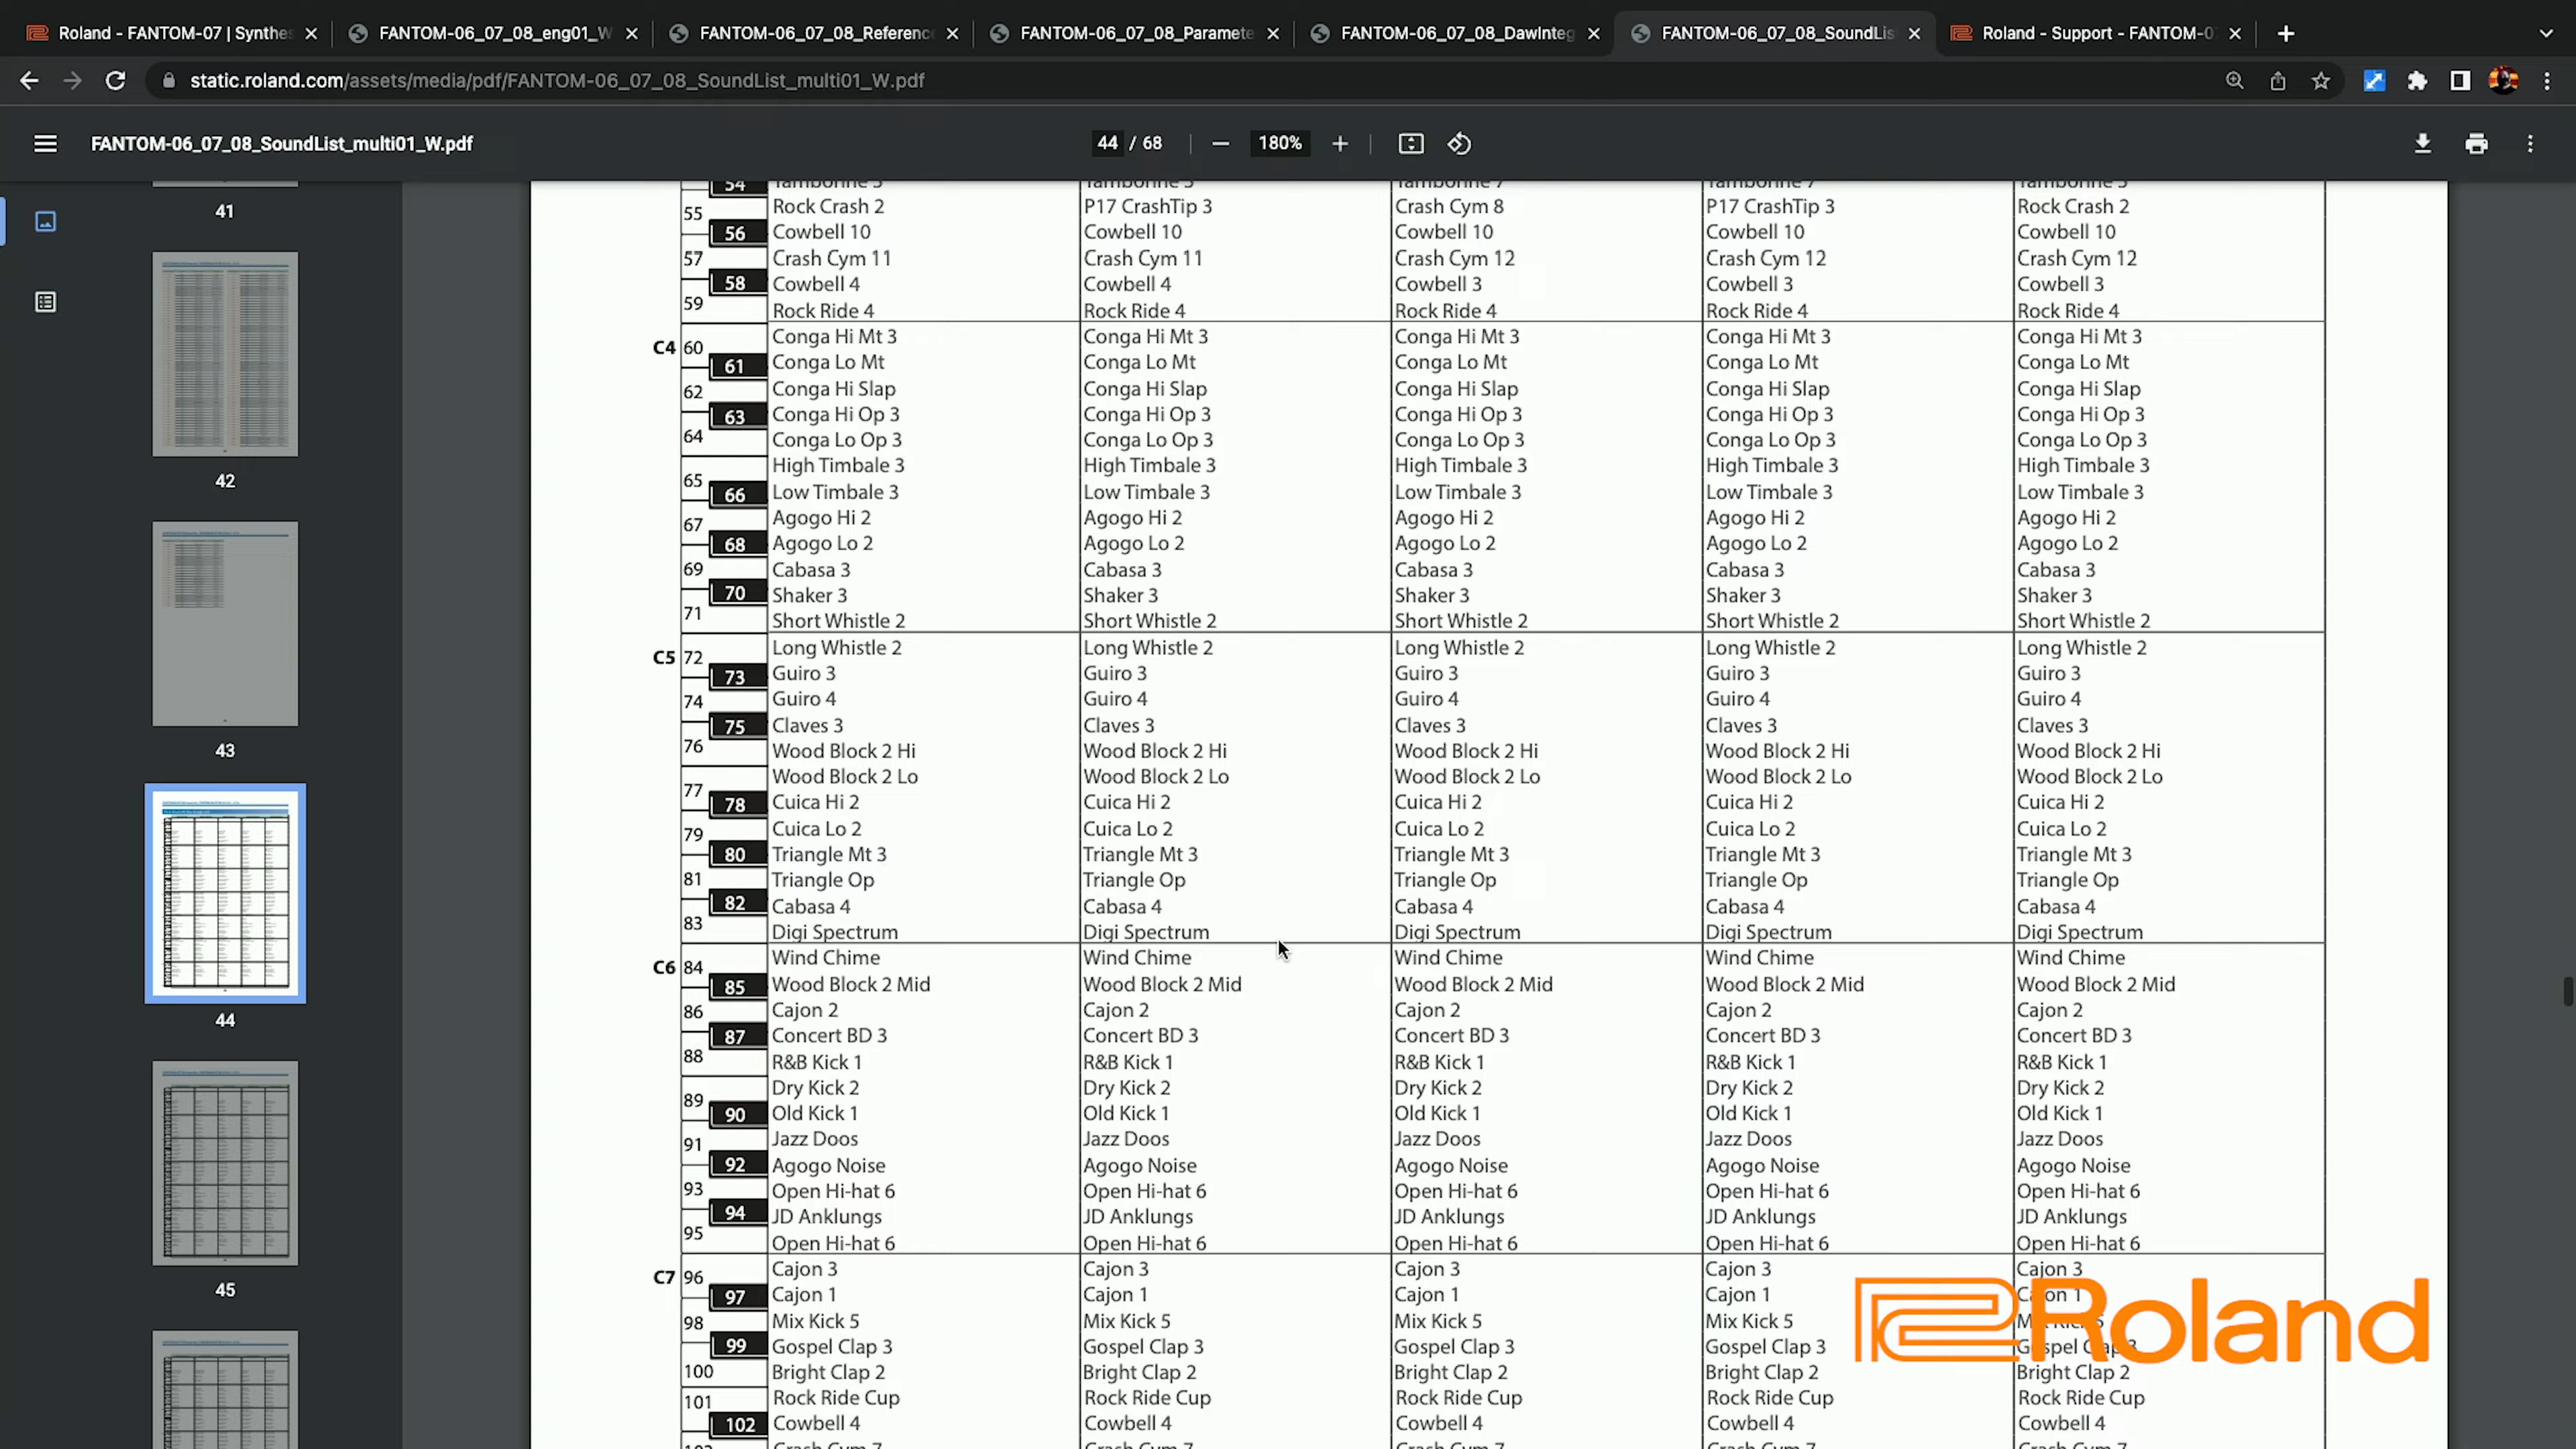 Roland - FANTOM-07 | Synthes
FANTOM-06_07_08_eng01_W
FANTOM-06_07_08_Referenc
FANTOM-06_07_08_Paramete
FANTOM-06_07_08_DawInteg
FANTOM-06_07_08_SoundLis
Roland - Support - FANTOM-0
static.roland.com/assets/media/pdf/FANTOM-06_07_08_SoundList_multi01_W.pdf
FANTOM-06_07_08_SoundList_multi01_W.pdf
44 / 68
180%
41
42
43
44
45
54 Tamborine 3 Tamborine 3 Tamborine 7 Tamborine 7 Tamborine 3
55 Rock Crash 2 P17 CrashTip 3 Crash Cym 8 P17 CrashTip 3 Rock Crash 2
56 Cowbell 10 Cowbell 10 Cowbell 10 Cowbell 10 Cowbell 10
57 Crash Cym 11 Crash Cym 11 Crash Cym 12 Crash Cym 12 Crash Cym 12
58 Cowbell 4 Cowbell 4 Cowbell 3 Cowbell 3 Cowbell 3
59 Rock Ride 4 Rock Ride 4 Rock Ride 4 Rock Ride 4 Rock Ride 4
C4 60 Conga Hi Mt 3 Conga Hi Mt 3 Conga Hi Mt 3 Conga Hi Mt 3 Conga Hi Mt 3
61 Conga Lo Mt Conga Lo Mt Conga Lo Mt Conga Lo Mt Conga Lo Mt
62 Conga Hi Slap Conga Hi Slap Conga Hi Slap Conga Hi Slap Conga Hi Slap
63 Conga Hi Op 3 Conga Hi Op 3 Conga Hi Op 3 Conga Hi Op 3 Conga Hi Op 3
64 Conga Lo Op 3 Conga Lo Op 3 Conga Lo Op 3 Conga Lo Op 3 Conga Lo Op 3
65 High Timbale 3 High Timbale 3 High Timbale 3 High Timbale 3 High Timbale 3
66 Low Timbale 3 Low Timbale 3 Low Timbale 3 Low Timbale 3 Low Timbale 3
67 Agogo Hi 2 Agogo Hi 2 Agogo Hi 2 Agogo Hi 2 Agogo Hi 2
68 Agogo Lo 2 Agogo Lo 2 Agogo Lo 2 Agogo Lo 2 Agogo Lo 2
69 Cabasa 3 Cabasa 3 Cabasa 3 Cabasa 3 Cabasa 3
70 Shaker 3 Shaker 3 Shaker 3 Shaker 3 Shaker 3
71 Short Whistle 2 Short Whistle 2 Short Whistle 2 Short Whistle 2 Short Whistle 2
C5 72 Long Whistle 2 Long Whistle 2 Long Whistle 2 Long Whistle 2 Long Whistle 2
73 Guiro 3 Guiro 3 Guiro 3 Guiro 3 Guiro 3
74 Guiro 4 Guiro 4 Guiro 4 Guiro 4 Guiro 4
75 Claves 3 Claves 3 Claves 3 Claves 3 Claves 3
76 Wood Block 2 Hi Wood Block 2 Hi Wood Block 2 Hi Wood Block 2 Hi Wood Block 2 Hi
77 Wood Block 2 Lo Wood Block 2 Lo Wood Block 2 Lo Wood Block 2 Lo Wood Block 2 Lo
78 Cuica Hi 2 Cuica Hi 2 Cuica Hi 2 Cuica Hi 2 Cuica Hi 2
79 Cuica Lo 2 Cuica Lo 2 Cuica Lo 2 Cuica Lo 2 Cuica Lo 2
80 Triangle Mt 3 Triangle Mt 3 Triangle Mt 3 Triangle Mt 3 Triangle Mt 3
81 Triangle Op Triangle Op Triangle Op Triangle Op Triangle Op
82 Cabasa 4 Cabasa 4 Cabasa 4 Cabasa 4 Cabasa 4
83 Digi Spectrum Digi Spectrum Digi Spectrum Digi Spectrum Digi Spectrum
C6 84 Wind Chime Wind Chime Wind Chime Wind Chime Wind Chime
85 Wood Block 2 Mid Wood Block 2 Mid Wood Block 2 Mid Wood Block 2 Mid Wood Block 2 Mid
86 Cajon 2 Cajon 2 Cajon 2 Cajon 2 Cajon 2
87 Concert BD 3 Concert BD 3 Concert BD 3 Concert BD 3 Concert BD 3
88 R&B Kick 1 R&B Kick 1 R&B Kick 1 R&B Kick 1 R&B Kick 1
89 Dry Kick 2 Dry Kick 2 Dry Kick 2 Dry Kick 2 Dry Kick 2
90 Old Kick 1 Old Kick 1 Old Kick 1 Old Kick 1 Old Kick 1
91 Jazz Doos Jazz Doos Jazz Doos Jazz Doos Jazz Doos
92 Agogo Noise Agogo Noise Agogo Noise Agogo Noise Agogo Noise
93 Open Hi-hat 6 Open Hi-hat 6 Open Hi-hat 6 Open Hi-hat 6 Open Hi-hat 6
94 JD Anklungs JD Anklungs JD Anklungs JD Anklungs JD Anklungs
95 Open Hi-hat 6 Open Hi-hat 6 Open Hi-hat 6 Open Hi-hat 6 Open Hi-hat 6
C7 96 Cajon 3 Cajon 3 Cajon 3 Cajon 3 Cajon 3
97 Cajon 1 Cajon 1 Cajon 1 Cajon 1 Cajon 1
98 Mix Kick 5 Mix Kick 5 Mix Kick 5 Mix Kick 5 Mix Kick 5
99 Gospel Clap 3 Gospel Clap 3 Gospel Clap 3 Gospel Clap 3 Gospel Clap 3
100 Bright Clap 2 Bright Clap 2 Bright Clap 2 Bright Clap 2 Bright Clap 2
101 Rock Ride Cup Rock Ride Cup Rock Ride Cup Rock Ride Cup Rock Ride Cup
102 Cowbell 4 Cowbell 4 Cowbell 4 Cowbell 4 Cowbell 4
Crash Cym 7 Crash Cym 7 Crash Cym 7 Crash Cym 7 Crash Cym 7
Roland